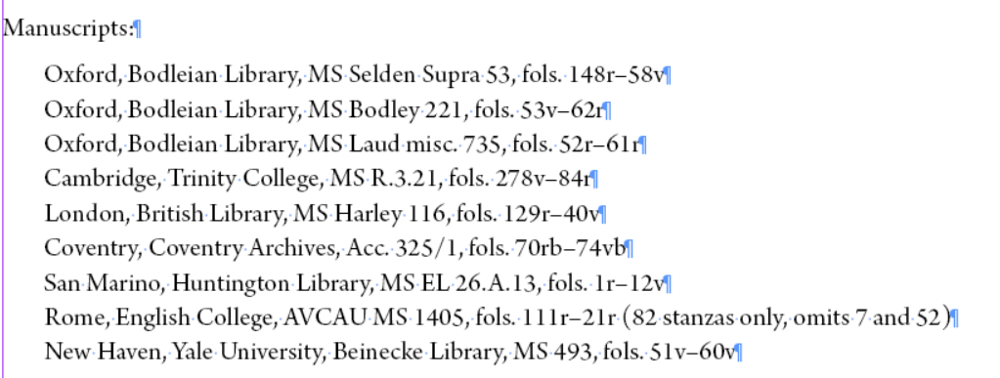 Manuscripts:¶
Oxford, Bodleian Library, MS Selden Supra 53, fols. 148r–58v¶
Oxford, Bodleian Library, MS Bodley 221, fols. 53v–62r¶
Oxford, Bodleian Library, MS Laud misc. 735, fols. 52r–61r¶
Cambridge, Trinity College, MS R.3.21, fols. 278v–84r¶
London, British Library, MS Harley 116, fols. 129r–40v¶
Coventry, Coventry Archives, Acc. 325/1, fols. 70rb–74vb¶
San Marino, Huntington Library, MS EL 26.A.13, fols. 1r–12v¶
Rome, English College, AVCAU MS 1405, fols. 111r–21r (82 stanzas only, omits 7 and 52)¶
New Haven, Yale University, Beinecke Library, MS 493, fols. 51v–60v¶